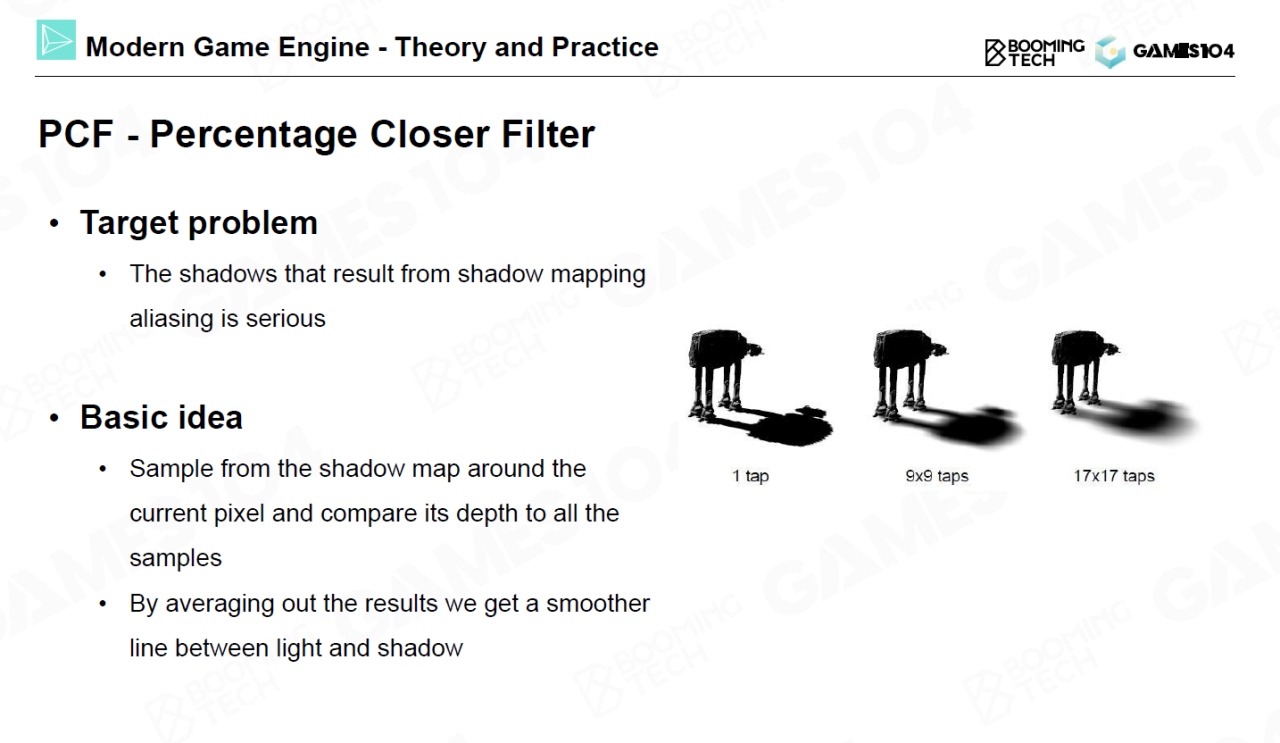 Modern Game Engine - Theory and Practice
BOOMING
TECH
GAMES104
PCF - Percentage Closer Filter
• Target problem
• The shadows that result from shadow mapping
aliasing is serious
• Basic idea
• Sample from the shadow map around the
current pixel and compare its depth to all the
samples
• By averaging out the results we get a smoother
line between light and shadow
1 tap
9x9 taps
17x17 taps